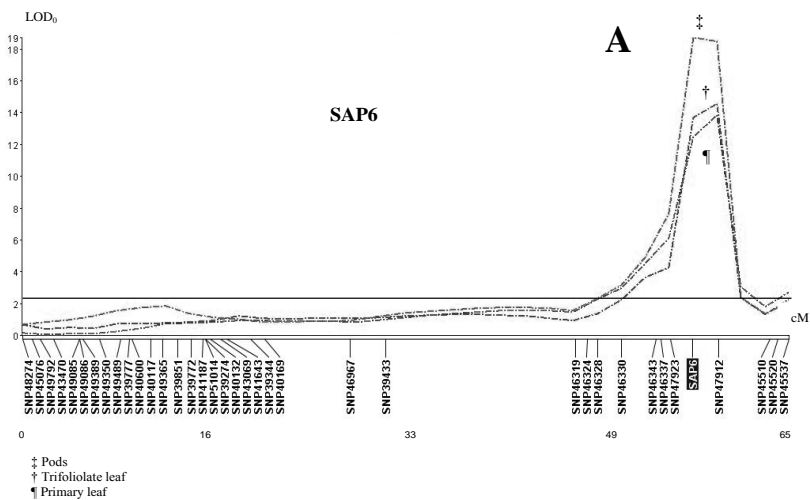 LOD₀
19
18
16
14
12
10
8
6
4
2
0
A
SAP6
‡
†
¶
cM
SNP48274
SNP45076
SNP49792
SNP43470
SNP49085
SNP49086
SNP49389
SNP49350
SNP49489
SNP39777
SNP40600
SNP40117
SNP49365
SNP39851
SNP39772
SNP41187
SNP51014
SNP39274
SNP40132
SNP43069
SNP41643
SNP39344
SNP40169
SNP46967
SNP39433
SNP46319
SNP46324
SNP46328
SNP46330
SNP46343
SNP46337
SNP47923
SAP6
SNP47912
SNP45510
SNP45520
SNP45537
0 16 33 49 65
‡ Pods
† Trifoliolate leaf
¶ Primary leaf